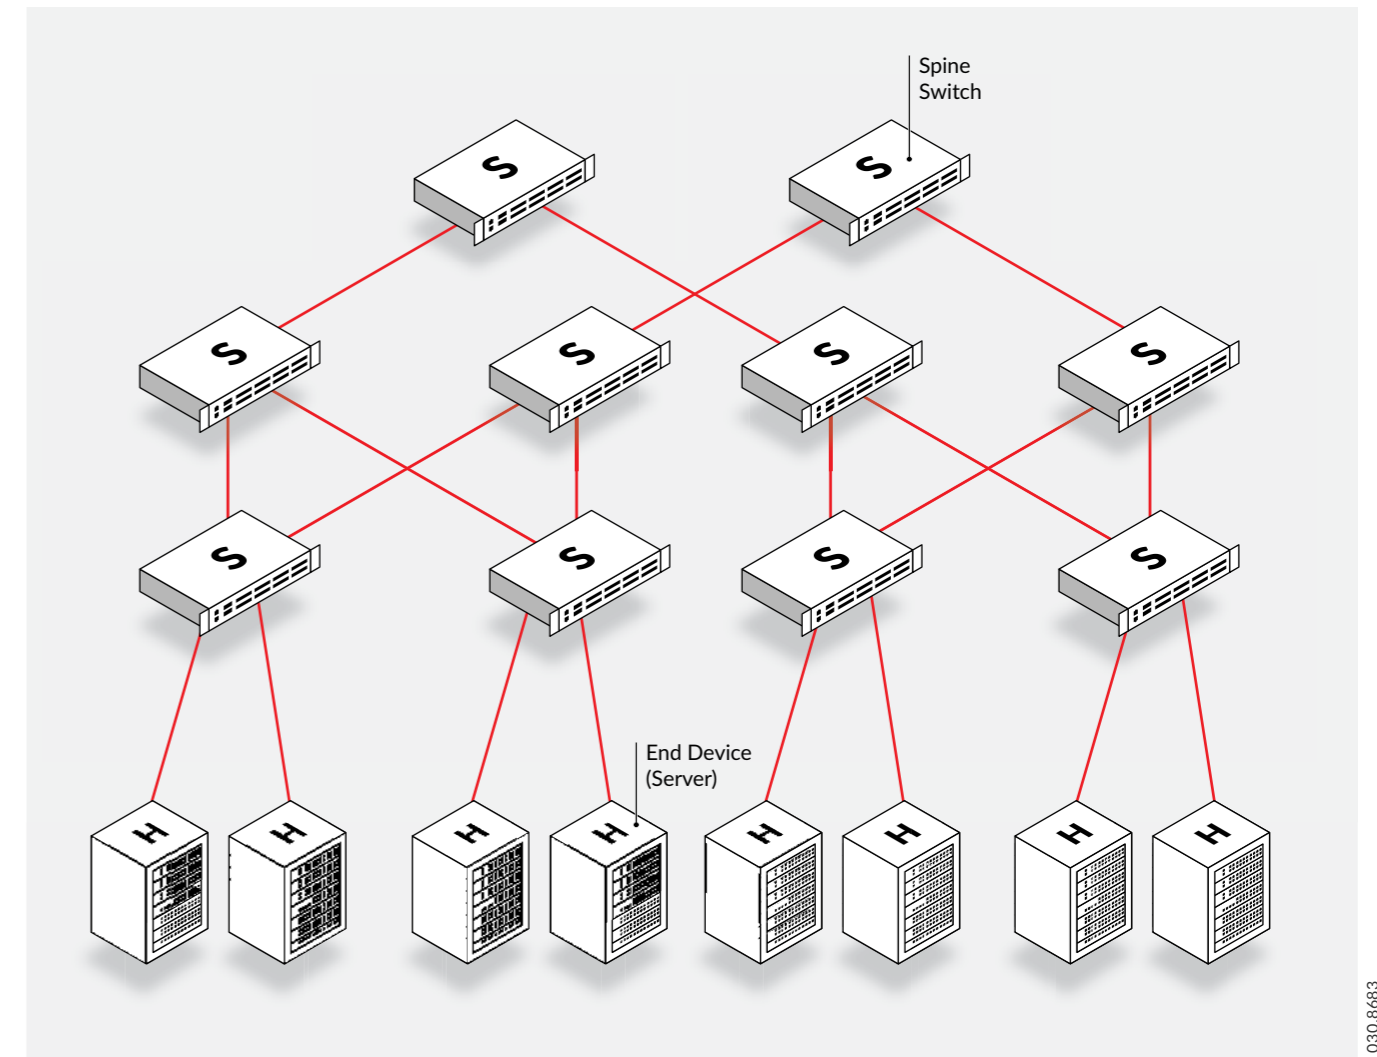 Spine
Switch
S S
S S S S
S S S S
End Device
(Server)
H H H H H H H H
030.8683